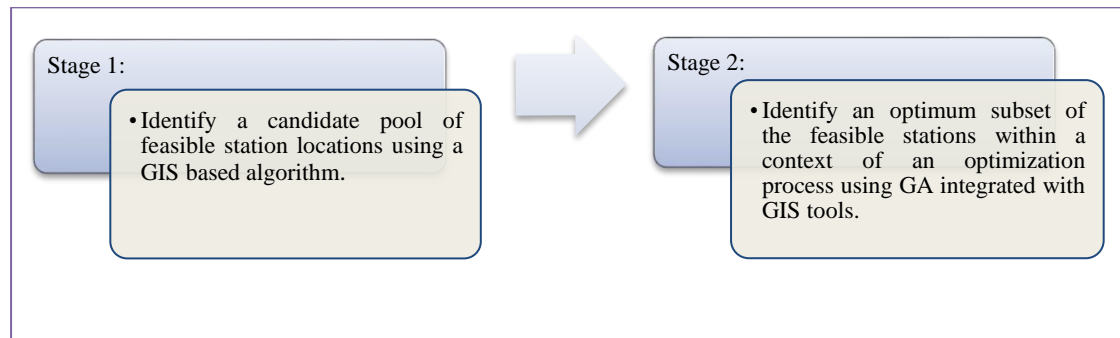 Stage 1:
•Identify a candidate pool of
feasible station locations using a
GIS based algorithm.
Stage 2:
•Identify an optimum subset of
the feasible stations within a
context of an optimization
process using GA integrated with
GIS tools.